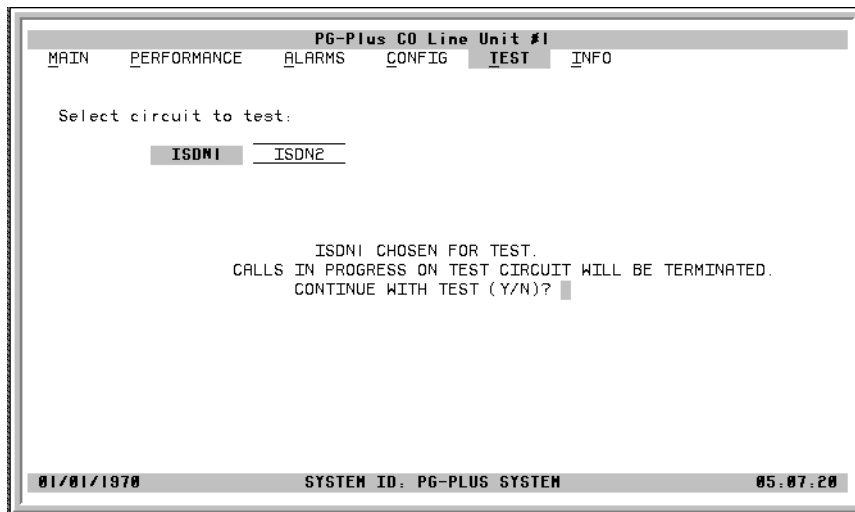 PG-Plus CO Line Unit #1
MAIN PERFORMANCE ALARMS CONFIG TEST INFO
Select circuit to test:
ISDN1 ISDN2
ISDN1 CHOSEN FOR TEST.
CALLS IN PROGRESS ON TEST CIRCUIT WILL BE TERMINATED.
CONTINUE WITH TEST (Y/N)?
01/01/1970 SYSTEM ID: PG-PLUS SYSTEM 05:07:20